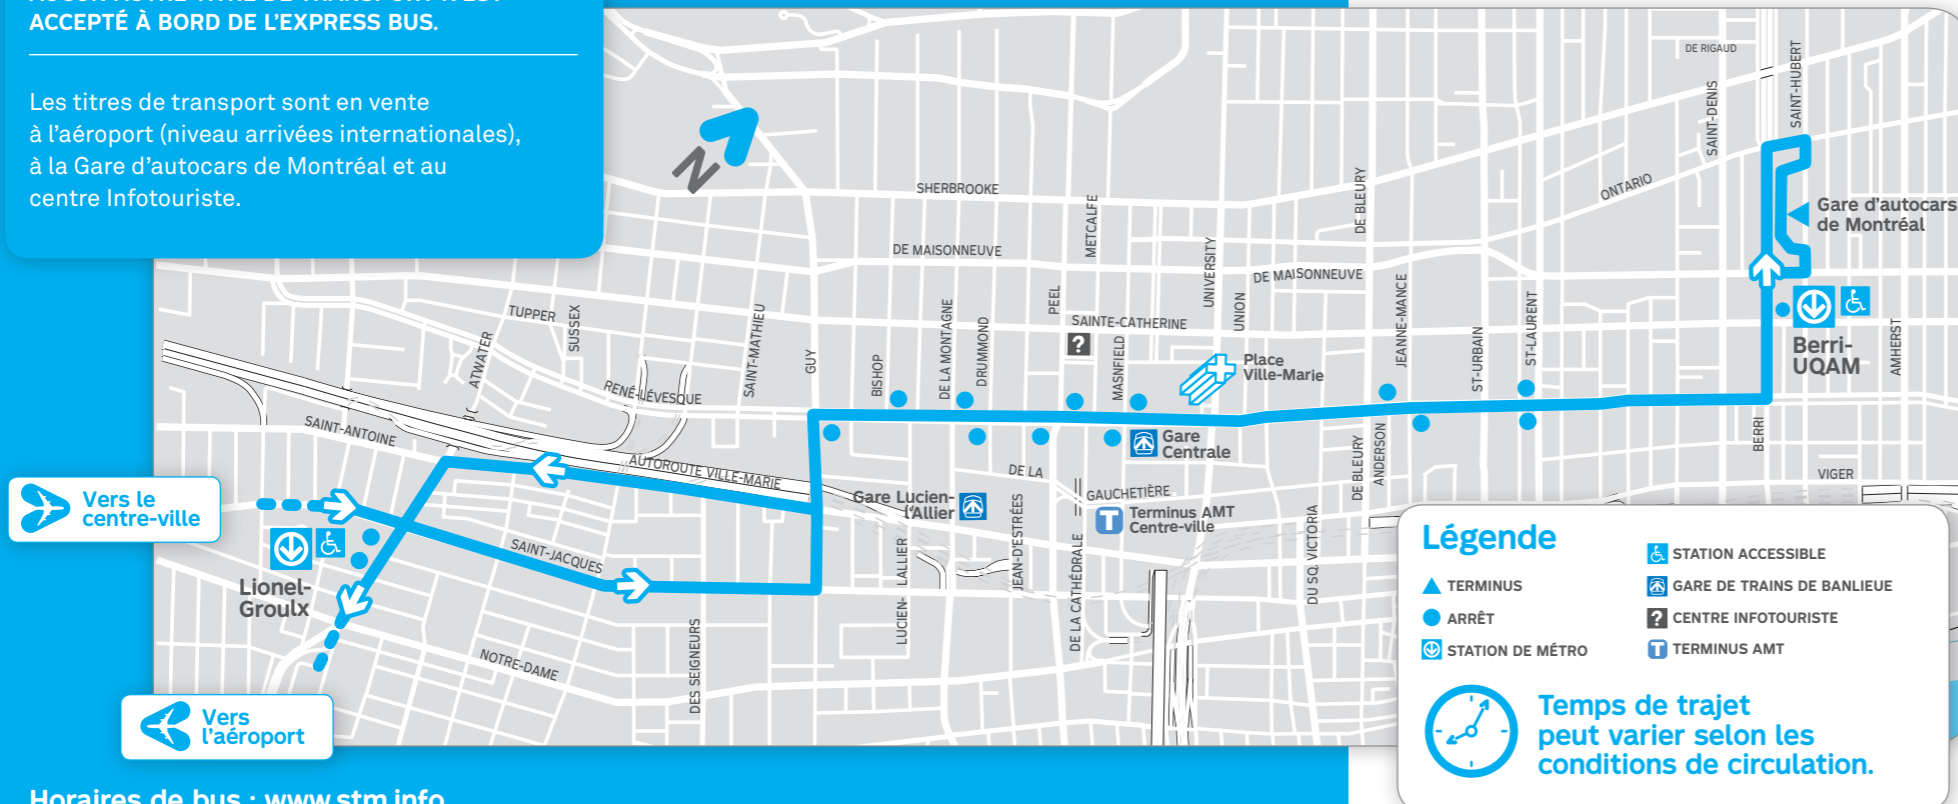 ACCEPTÉ À BORD DE L'EXPRESS BUS.
Les titres de transport sont en vente
à l'aéroport (niveau arrivées internationales),
à la Gare d'autocars de Montréal et au
centre Infotouriste.
N
DE RIGAUD
SAINT-HUBERT
SAINT-DENIS
SHERBROOKE
ONTARIO
METCALFE
DE BLEURY
Gare d'autocars
de Montréal
DE MAISONNEUVE
UNIVERSITY
DE MAISONNEUVE
TUPPER
SUSSEX
ATWATER
SAINT-MATHIEU
GUY
BISHOP
DE LA MONTAGNE
DRUMMOND
PEEL
SAINTE-CATHERINE
?
MASNFIELD
UNION
Place
Ville-Marie
JEANNE-MANCE
ST-URBAIN
ST-LAURENT
Berri-
UQAM
AMHERST
RENÉ-LÉVESQUE
SAINT-ANTOINE
AUTOROUTE VILLE-MARIE
Gare
Centrale
DE BLEURY
ANDERSON
BERRI
VIGER
DE LA
GAUCHETIÈRE
Gare Lucien-
l'Allier
T
Terminus AMT
Centre-ville
Vers le
centre-ville
SAINT-JACQUES
Lionel-
Groulx
LUCIEN- LALLIER
JEAN-D'ESTRÉES
DE LA CATHÉDRALE
DU SQ. VICTORIA
NOTRE-DAME
DES SEIGNEURS
Vers
l'aéroport
Légende
TERMINUS
ARRÊT
STATION DE MÉTRO
STATION ACCESSIBLE
GARE DE TRAINS DE BANLIEUE
? CENTRE INFOTOURISTE
T TERMINUS AMT
Temps de trajet
peut varier selon les
conditions de circulation.
Horaires de bus : www.stm.info